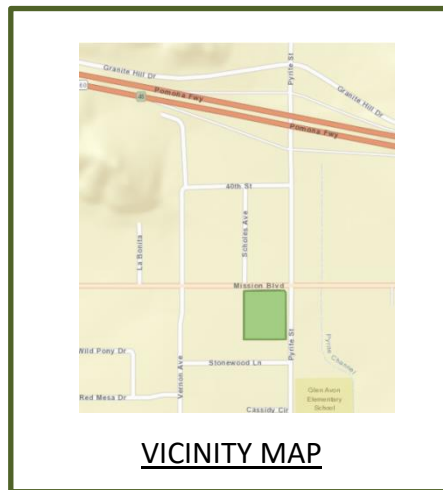 Granite Hill Dr
Pyrite St
Granite Hill Dr
60
Pomona Fwy
Pomona Fwy
40th St
Scholes Ave
La Bonita
Mission Blvd
Pyrite St
Pyrite Channel
Wild Pony Dr
Vernon Ave
Stonewood Ln
Red Mesa Dr
Cassidy Cir
Glen Avon
Elementary
School
VICINITY MAP